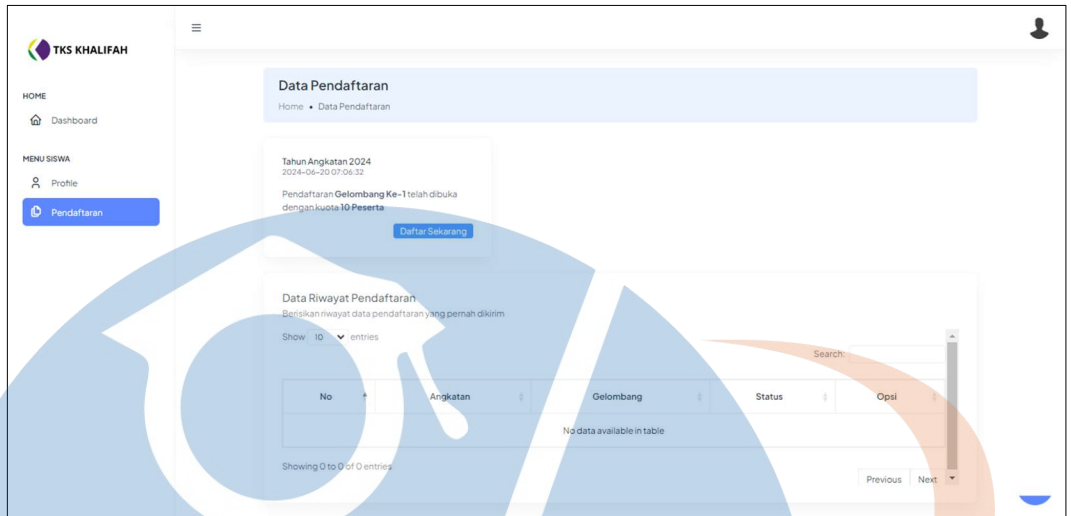 TKS KHALIFAH
HOME
Dashboard
MENU SISWA
Profile
Pendaftaran
Data Pendaftaran
Home • Data Pendaftaran
Tahun Angkatan 2024
2024-06-20 07:06:32
Pendaftaran Gelombang Ke-1 telah dibuka
dengan kuota 10 Peserta
Daftar Sekarang
Data Riwayat Pendaftaran
Berisikan riwayat data pendaftaran yang pernah dikirim
Show 10 entries
Search:
No Angkatan Gelombang Status Opsi
No data available in table
Showing 0 to 0 of 0 entries
Previous Next